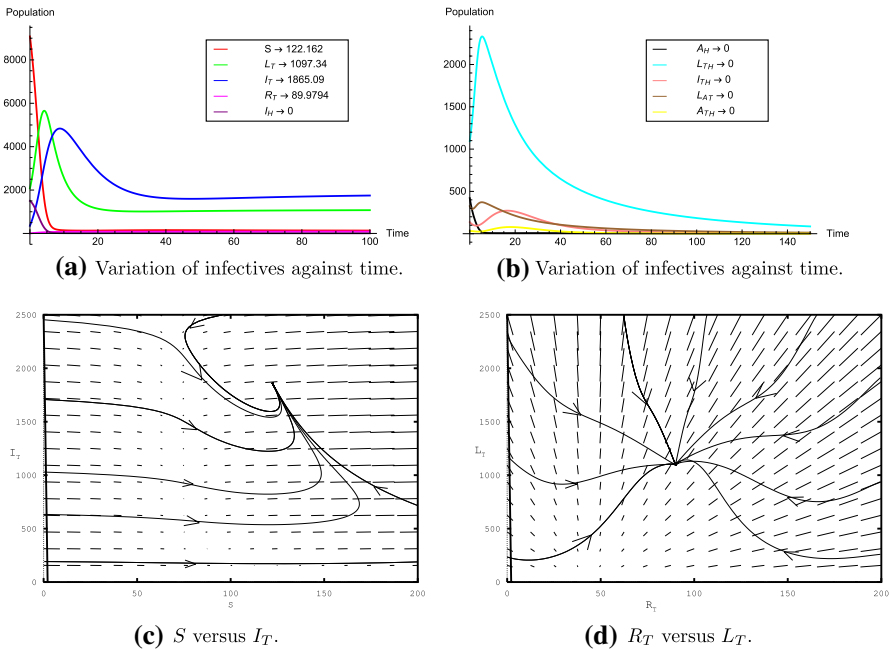 Population
8000
6000
4000
2000
0
0
20
40
60
80
100
Time
S → 122.162
L_T → 1097.34
I_T → 1865.09
R_T → 89.9794
I_H → 0
(a) Variation of infectives against time.
Population
2000
1500
1000
500
0
20
40
60
80
100
120
140
Time
A_H → 0
L_TH → 0
I_TH → 0
L_AT → 0
A_TH → 0
(b) Variation of infectives against time.
2500
2000
1500
I_T
1000
500
0
0
50
100
150
200
S
(c) S versus I_T.
2500
2000
1500
L_T
1000
500
0
0
50
100
150
200
R_T
(d) R_T versus L_T.